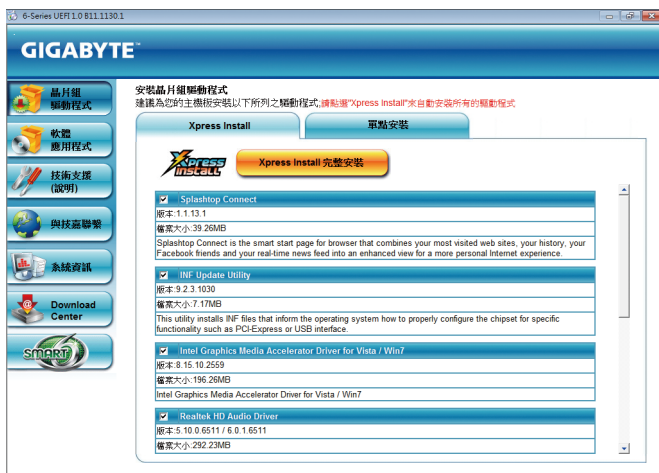 6-Series UEFI 1.0 B11.1130.1
GIGABYTE™
晶片組
驅動程式
軟體
應用程式
技術支援
(說明)
與技嘉聯繫
系統資訊
Download
Center
SMART 6
安裝晶片組驅動程式
建議為您的主機板安裝以下所列之驅動程式;請點選"Xpress Install"來自動安裝所有的驅動程式
Xpress Install
單點安裝
Xpress Install
Xpress Install 完整安裝
Splashtop Connect
版本:1.1.13.1
檔案大小:39.26MB
Splashtop Connect is the smart start page for browser that combines your most visited web sites, your history, your
Facebook friends and your real-time news feed into an enhanced view for a more personal Internet experience.
INF Update Utility
版本:9.2.3.1030
檔案大小:7.17MB
This utility installs INF files that inform the operating system how to properly configure the chipset for specific
functionality such as PCI-Express or USB interface.
Intel Graphics Media Accelerator Driver for Vista / Win7
版本:8.15.10.2559
檔案大小:196.26MB
Intel Graphics Media Accelerator Driver for Vista / Win7
Realtek HD Audio Driver
版本:5.10.0.6511 / 6.0.1.6511
檔案大小:292.23MB